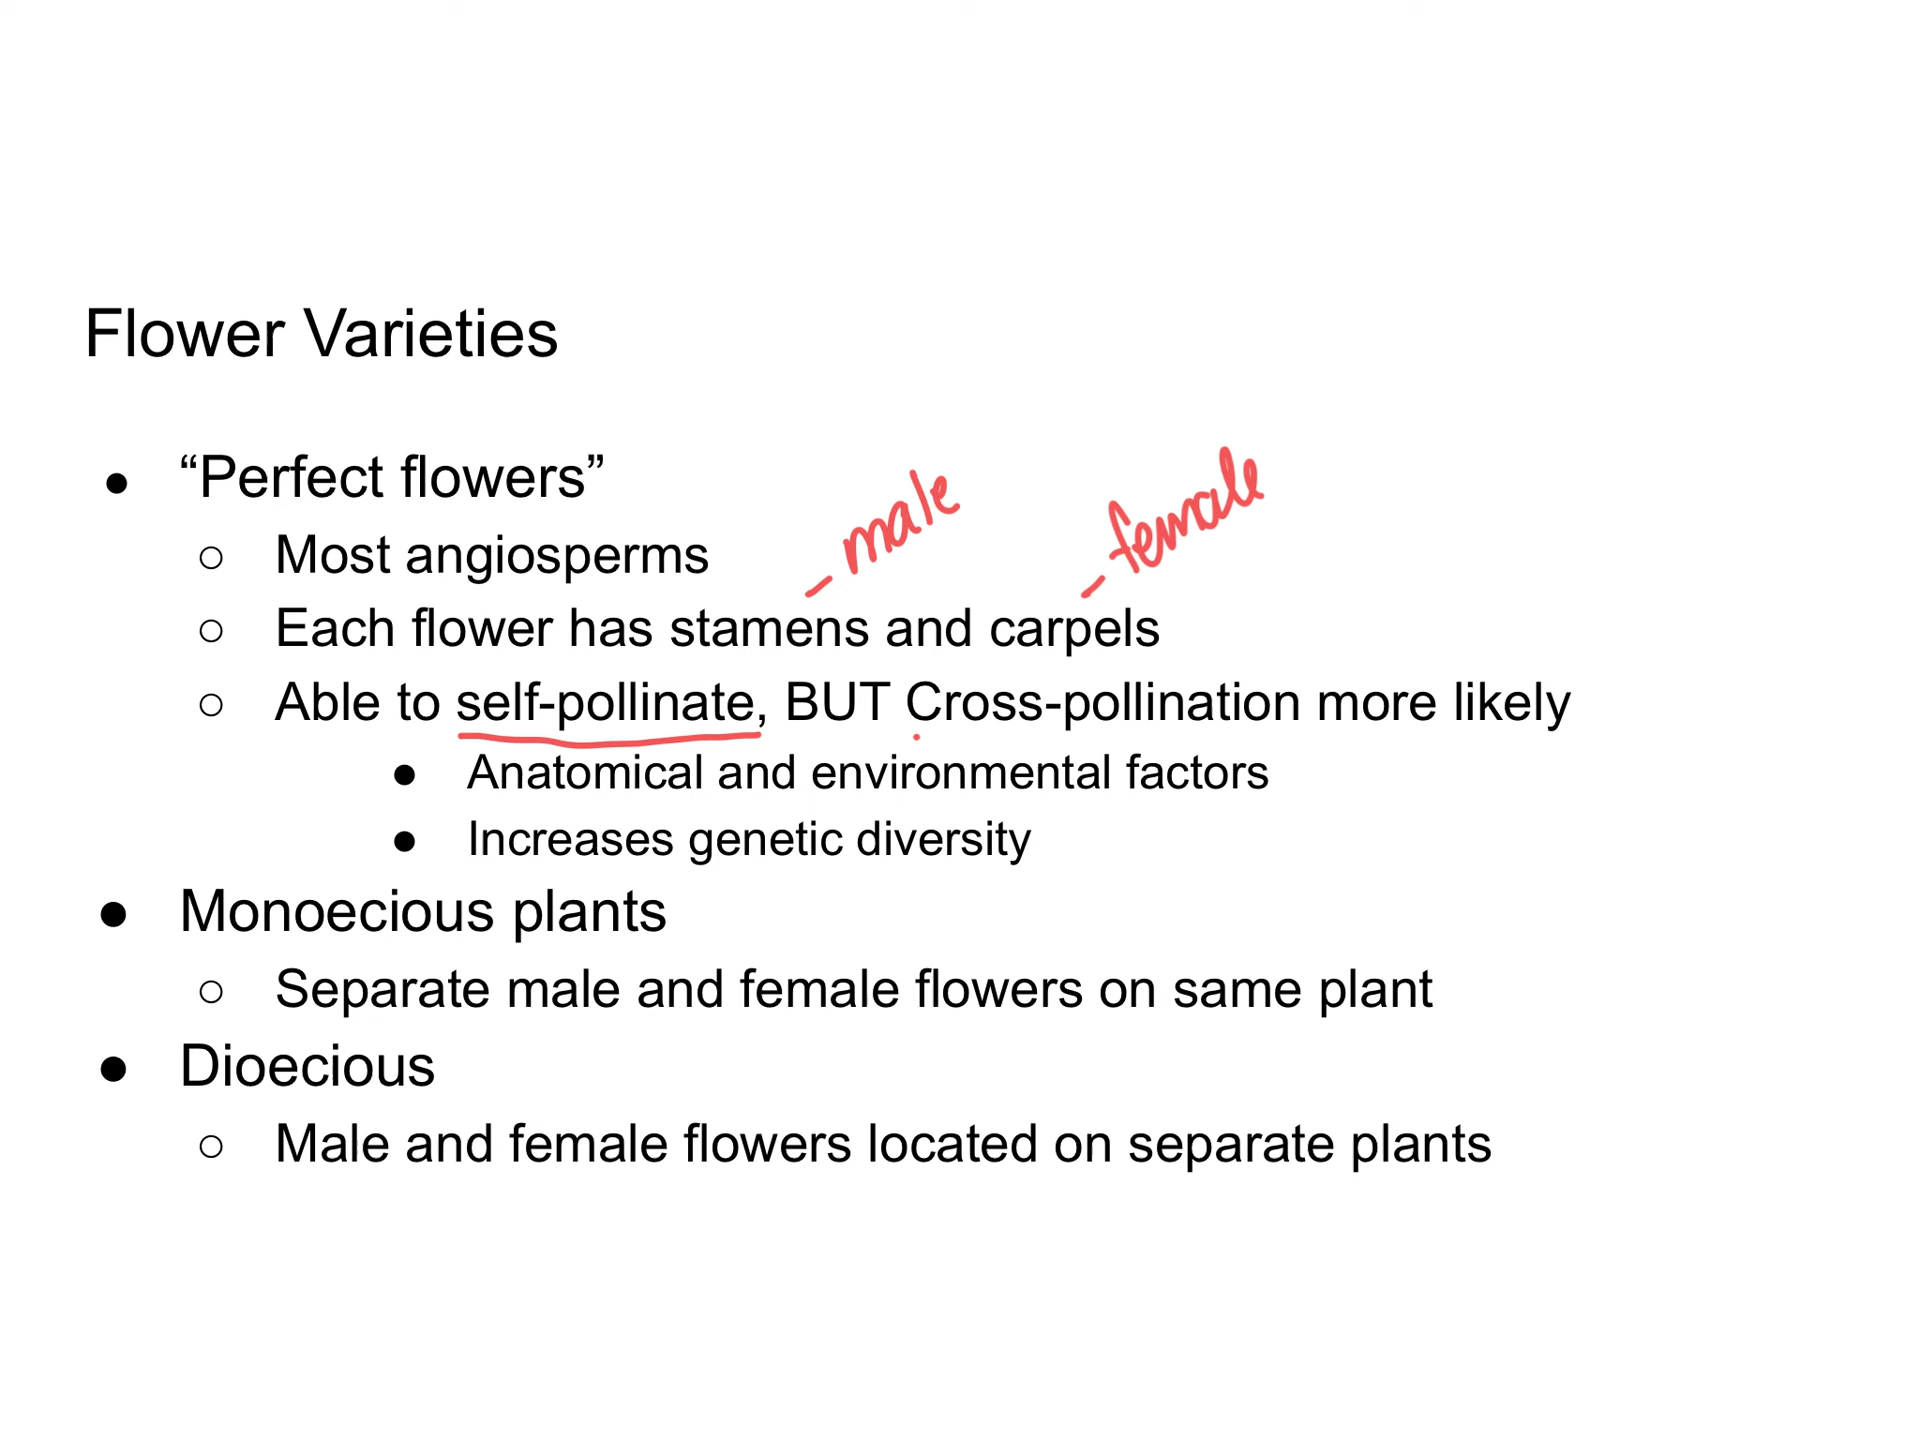 Flower Varieties
● “Perfect flowers”
○ Most angiosperms
- male
- female
○ Each flower has stamens and carpels
○ Able to self-pollinate, BUT Cross-pollination more likely
● Anatomical and environmental factors
● Increases genetic diversity
● Monoecious plants
○ Separate male and female flowers on same plant
● Dioecious
○ Male and female flowers located on separate plants